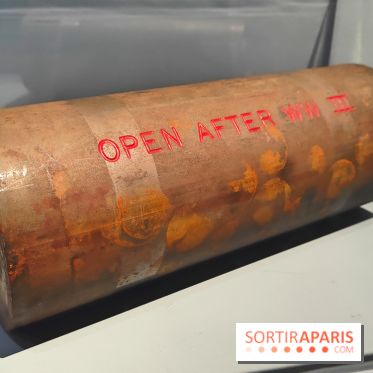 OPEN AFTER WW III
SORTIRAPARIS
.COM